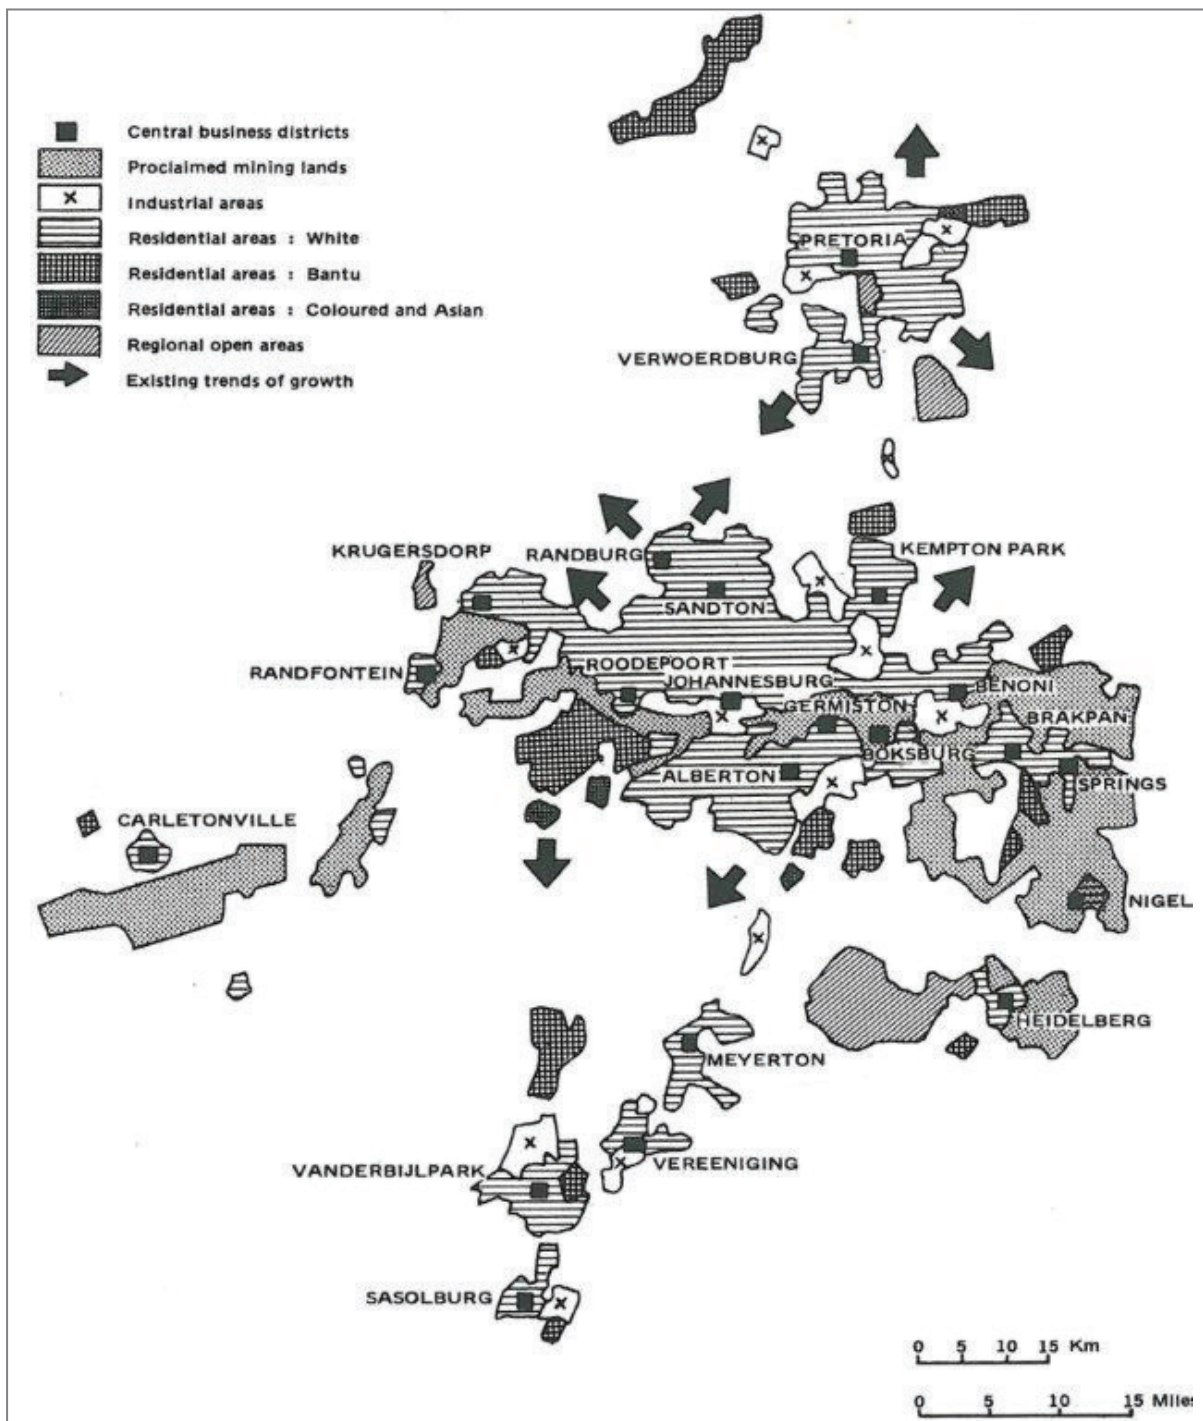 Central business districts
Proclaimed mining lands
x
Industrial areas
Residential areas : White
Residential areas : Bantu
Residential areas : Coloured and Asian
Regional open areas
Existing trends of growth
x
x
PRETORIA
x
VERWOERDBURG
x
KRUGERSDORP
RANDBURG
KEMPTON PARK
x
SANDTON
x
x
ROODEPOORT
RANDFONTEIN
JOHANNESBURG
BENONI
GERMISTON
x
x
BRAKPAN
BOKSBURG
ALBERTON
x
SPRINGS
CARLETONVILLE
NIGEL
x
HEIDELBERG
MEYERTON
x
VANDERBIJLPARK
x
VEREENIGING
SASOLBURG
x
0 5 10 15 Km
0 5 10 15 Miles